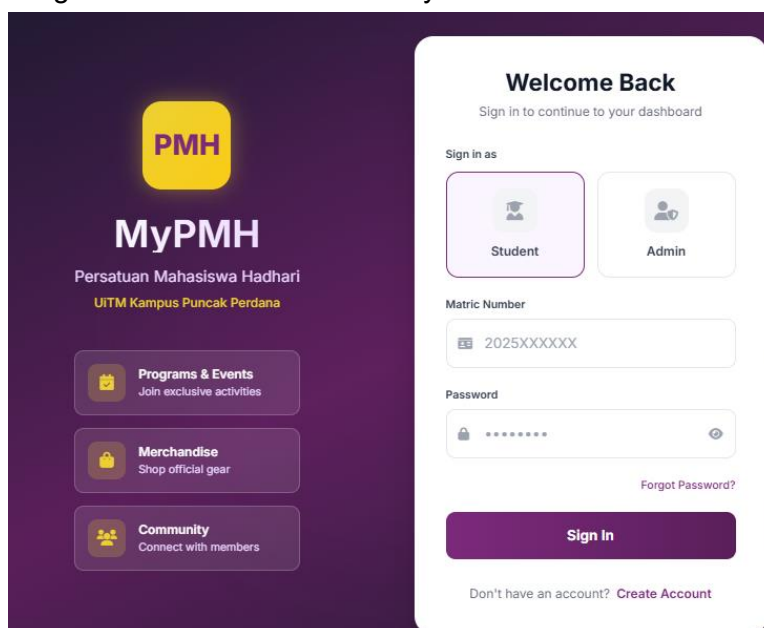 PMH
MyPMH
Persatuan Mahasiswa Hadhari
UiTM Kampus Puncak Perdana
Programs & Events
Join exclusive activities
Merchandise
Shop official gear
Community
Connect with members
Welcome Back
Sign in to continue to your dashboard
Sign in as
Student
Admin
Matric Number
2025XXXXXX
Password
••••••••
Forgot Password?
Sign In
Don't have an account? Create Account